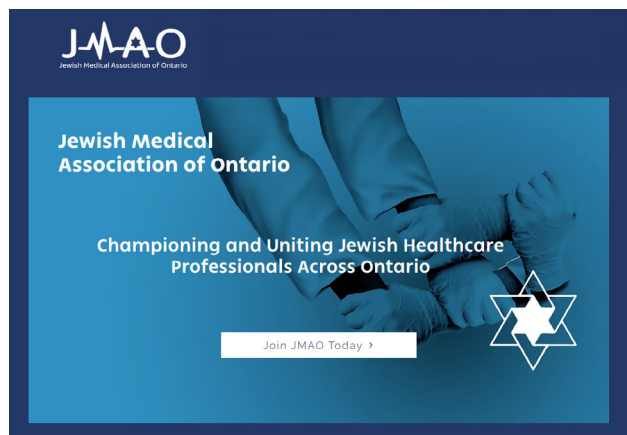 JMAO
Jewish Medical Association of Ontario
Jewish Medical
Association of Ontario
Championing and Uniting Jewish Healthcare
Professionals Across Ontario
Join JMAO Today ›